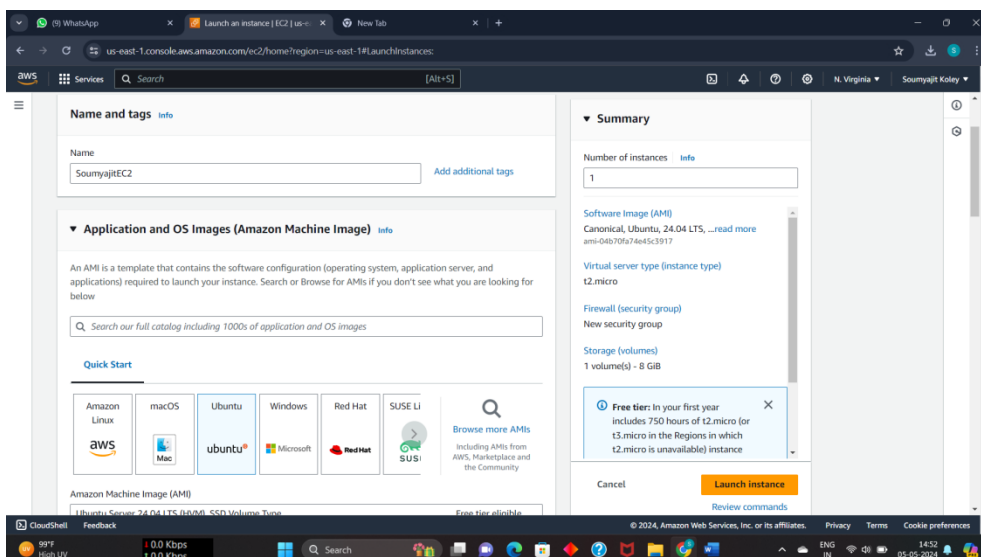 (9) WhatsApp
Launch an instance | EC2 | us-e
New Tab
us-east-1.console.aws.amazon.com/ec2/home?region=us-east-1#LaunchInstances:
S
aws
Services
Search
[Alt+S]
N. Virginia
Soumyajit Koley
Name and tags Info
Name
SoumyajitEC2
Add additional tags
Application and OS Images (Amazon Machine Image) Info
An AMI is a template that contains the software configuration (operating system, application server, and
applications) required to launch your instance. Search or Browse for AMIs if you don't see what you are looking for
below
Search our full catalog including 1000s of application and OS images
Quick Start
Amazon
Linux
aws
macOS
Mac
Ubuntu
ubuntu
Windows
Microsoft
Red Hat
Red Hat
SUSE Li
SUS
Browse more AMIs
Including AMIs from
AWS, Marketplace and
the Community
Amazon Machine Image (AMI)
Ubuntu Server 24.04 LTS (HVM), SSD Volume Type
Free tier eligible
Summary
Number of instances Info
1
Software Image (AMI)
Canonical, Ubuntu, 24.04 LTS, ...read more
ami-04b70fa74e45c3917
Virtual server type (instance type)
t2.micro
Firewall (security group)
New security group
Storage (volumes)
1 volume(s) - 8 GiB
Free tier: In your first year
includes 750 hours of t2.micro (or
t3.micro in the Regions in which
t2.micro is unavailable) instance
Cancel
Launch instance
Review commands
CloudShell
Feedback
© 2024, Amazon Web Services, Inc. or its affiliates.
Privacy
Terms
Cookie preferences
99°F
High UV
0.0 Kbps
0.0 Kbps
Search
ENG
IN
14:52
05-05-2024